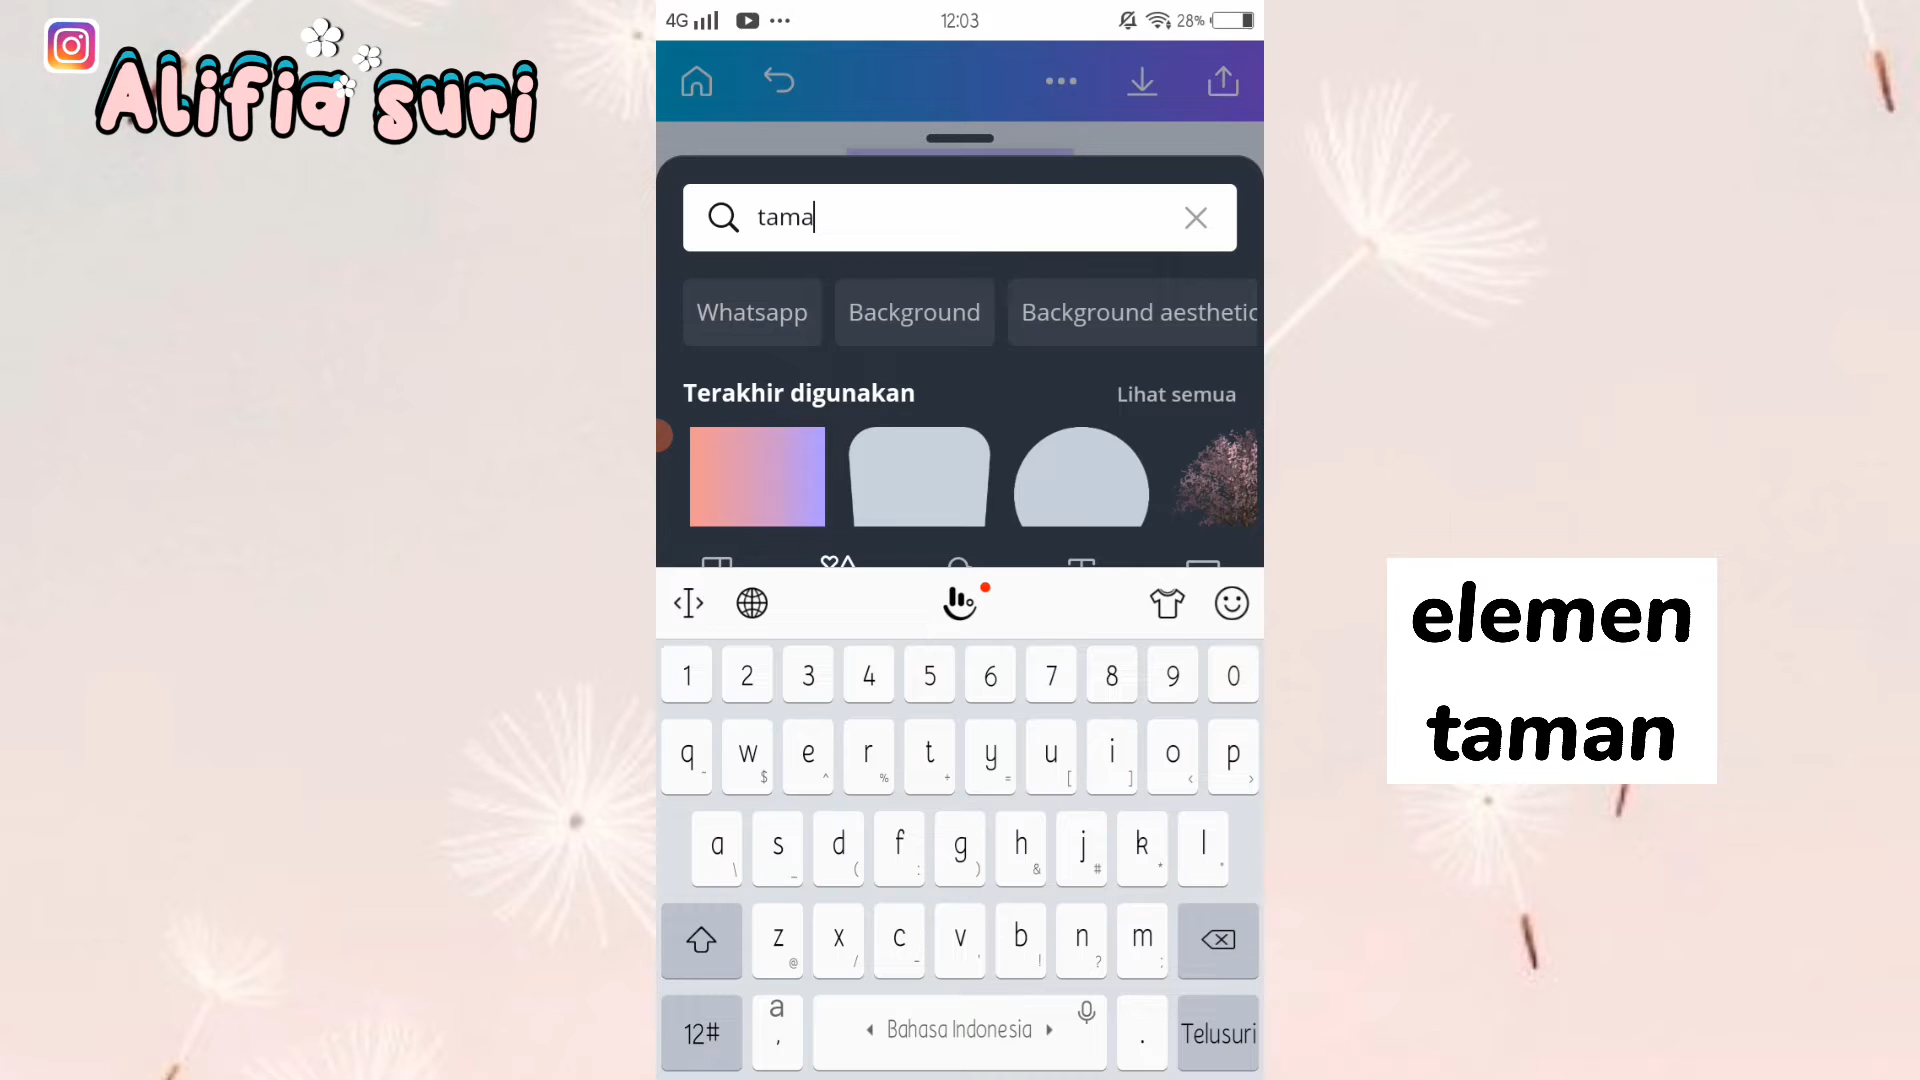 Alifia suri
4G 12:03 28%
tama
Whatsapp Background Background aesthetic
Terakhir digunakan Lihat semua
1 2 3 4 5 6 7 8 9 0
q w e r t y u i o p
~ $ ^ % + = [ ] < >
a s d f g h j k l
\ _ ( : ) & # * "
z x c v b n m
@ / - ' ! ? ;
12# a , Bahasa Indonesia . Telusuri
elemen
taman